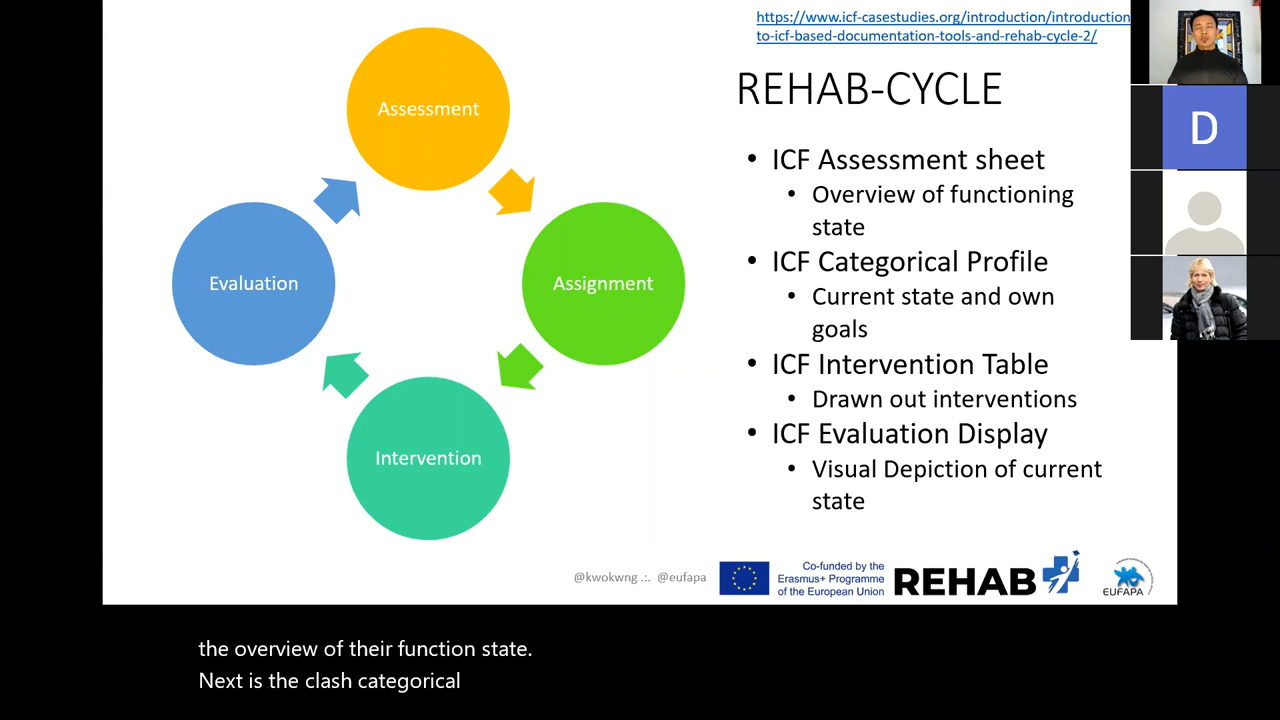 https://www.icf-casestudies.org/introduction/introduction
to-icf-based-documentation-tools-and-rehab-cycle-2/
REHAB-CYCLE
Assessment
Assignment
Intervention
Evaluation
• ICF Assessment sheet
• Overview of functioning
state
• ICF Categorical Profile
• Current state and own
goals
• ICF Intervention Table
• Drawn out interventions
• ICF Evaluation Display
• Visual Depiction of current
state
D
@kwokwng .:. @eufapa
Co-funded by the
Erasmus+ Programme
of the European Union
REHAB
EUFAPA
the overview of their function state.
Next is the clash categorical